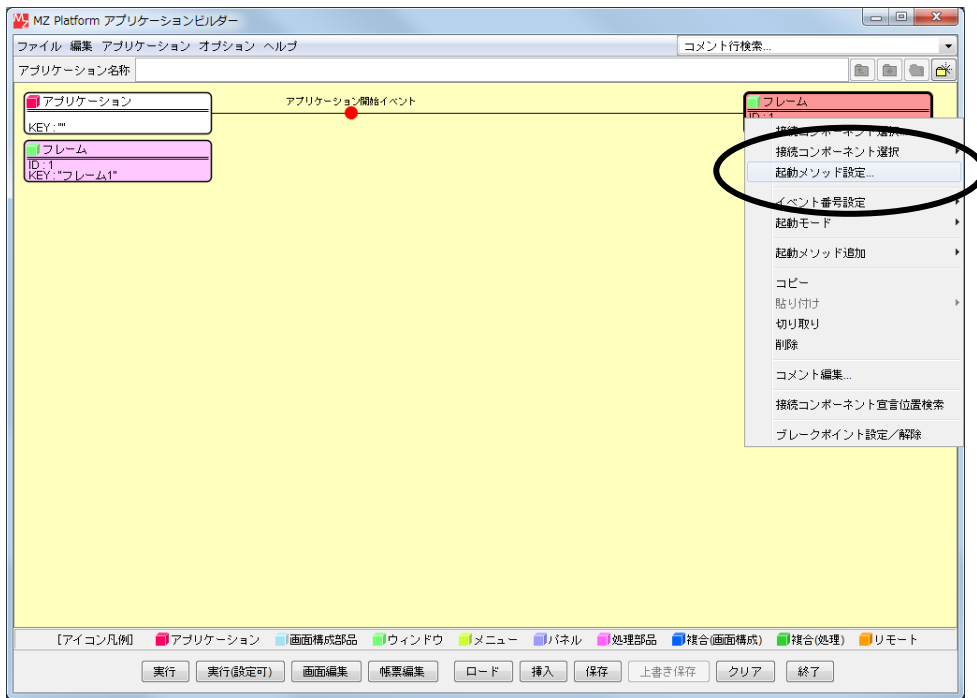 MZ Platform アプリケーションビルダー
ファイル 編集 アプリケーション オプション ヘルプ
コメント行検索...
アプリケーション名称
アプリケーション
KEY : ""
アプリケーション開始イベント
フレーム
ID : 1
フレーム
ID : 1
KEY : "フレーム1"
接続コンポーネント選択...
接続コンポーネント選択
起動メソッド設定...
イベント番号設定
起動モード
起動メソッド追加
コピー
貼り付け
切り取り
削除
コメント編集...
接続コンポーネント宣言位置検索
ブレークポイント設定／解除
[アイコン凡例] アプリケーション 画面構成部品 ウィンドウ メニュー パネル 処理部品 複合(画面構成) 複合(処理) リモート
実行 実行(設定可) 画面編集 帳票編集 ロード 挿入 保存 上書き保存 クリア 終了